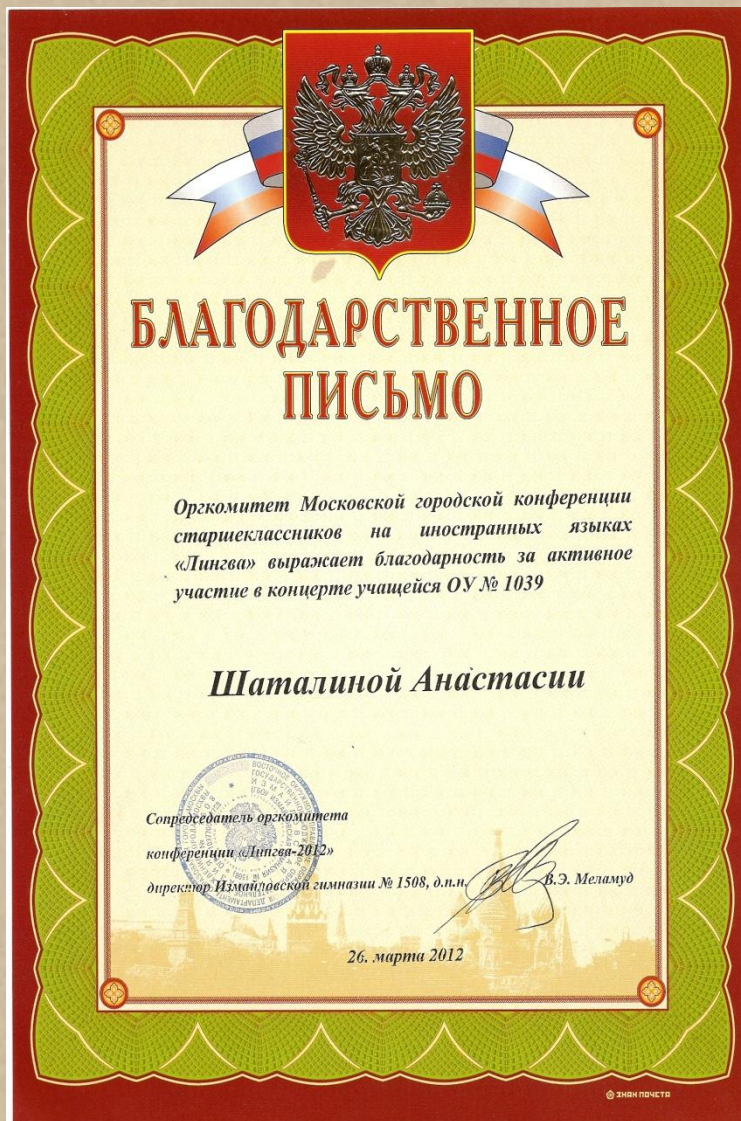 БЛАГОДАРСТВЕННОЕ
ПИСЬМО
Оргкомитет Московской городской конференции
старшеклассников на иностранных языках
«Лингва» выражает благодарность за активное
участие в концерте учащейся ОУ № 1039
Шаталиной Анастасии
Сопредседатель оргкомитета
конференции «Лингва-2012»
директор Измайловской гимназии № 1508, д.п.н. В.Э. Меламуд
26. марта 2012
ЗНАК ПОЧЕТА